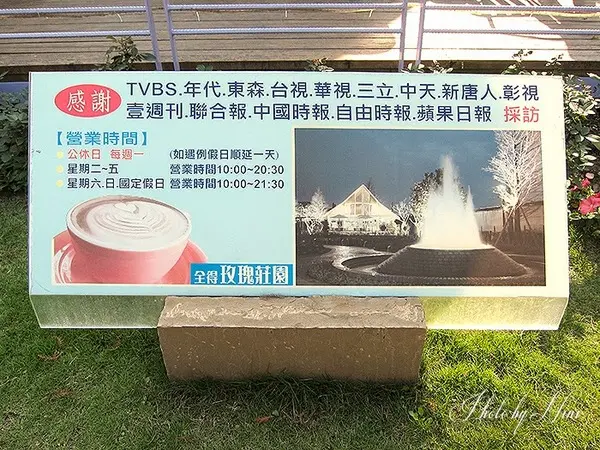 感謝
TVBS.年代.東森.台視.華視.三立.中天.新唐人.彰視
壹週刊.聯合報.中國時報.自由時報.蘋果日報 採訪
【營業時間】
公休日 每週一 (如遇例假日順延一天)
星期二~五 營業時間10:00~20:30
星期六.日.國定假日 營業時間10:00~21:30
全得玫瑰莊園
Photo by Nini